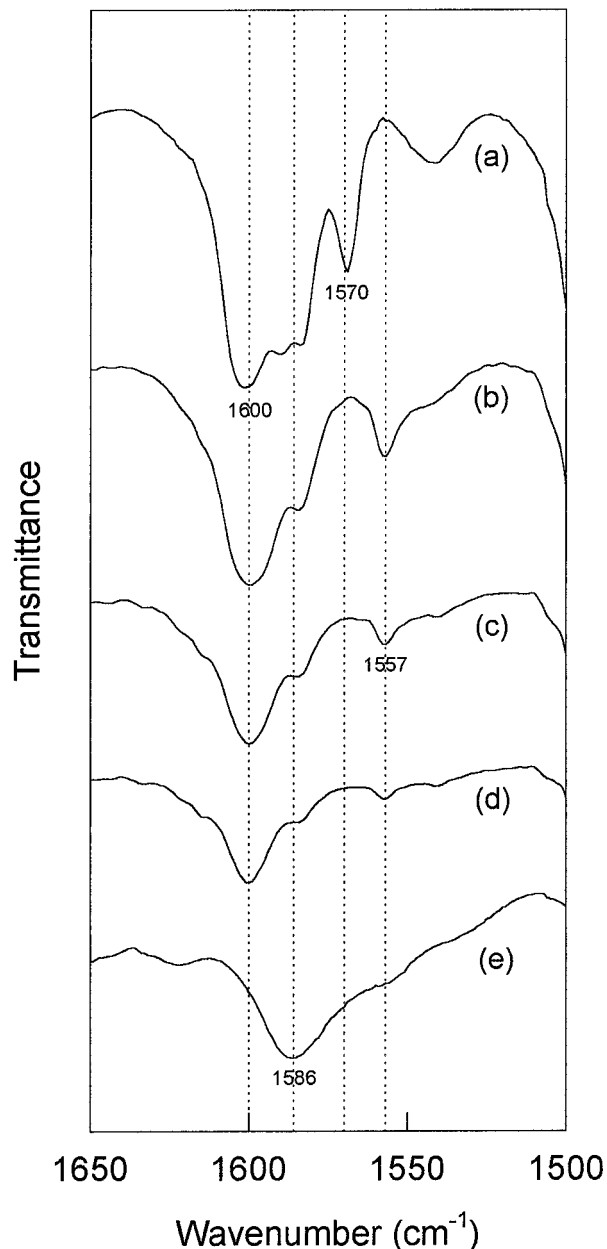 (a)
1570
1600
(b)
Transmittance
(c)
1557
(d)
(e)
1586
1650 1600 1550 1500
Wavenumber (cm⁻¹)